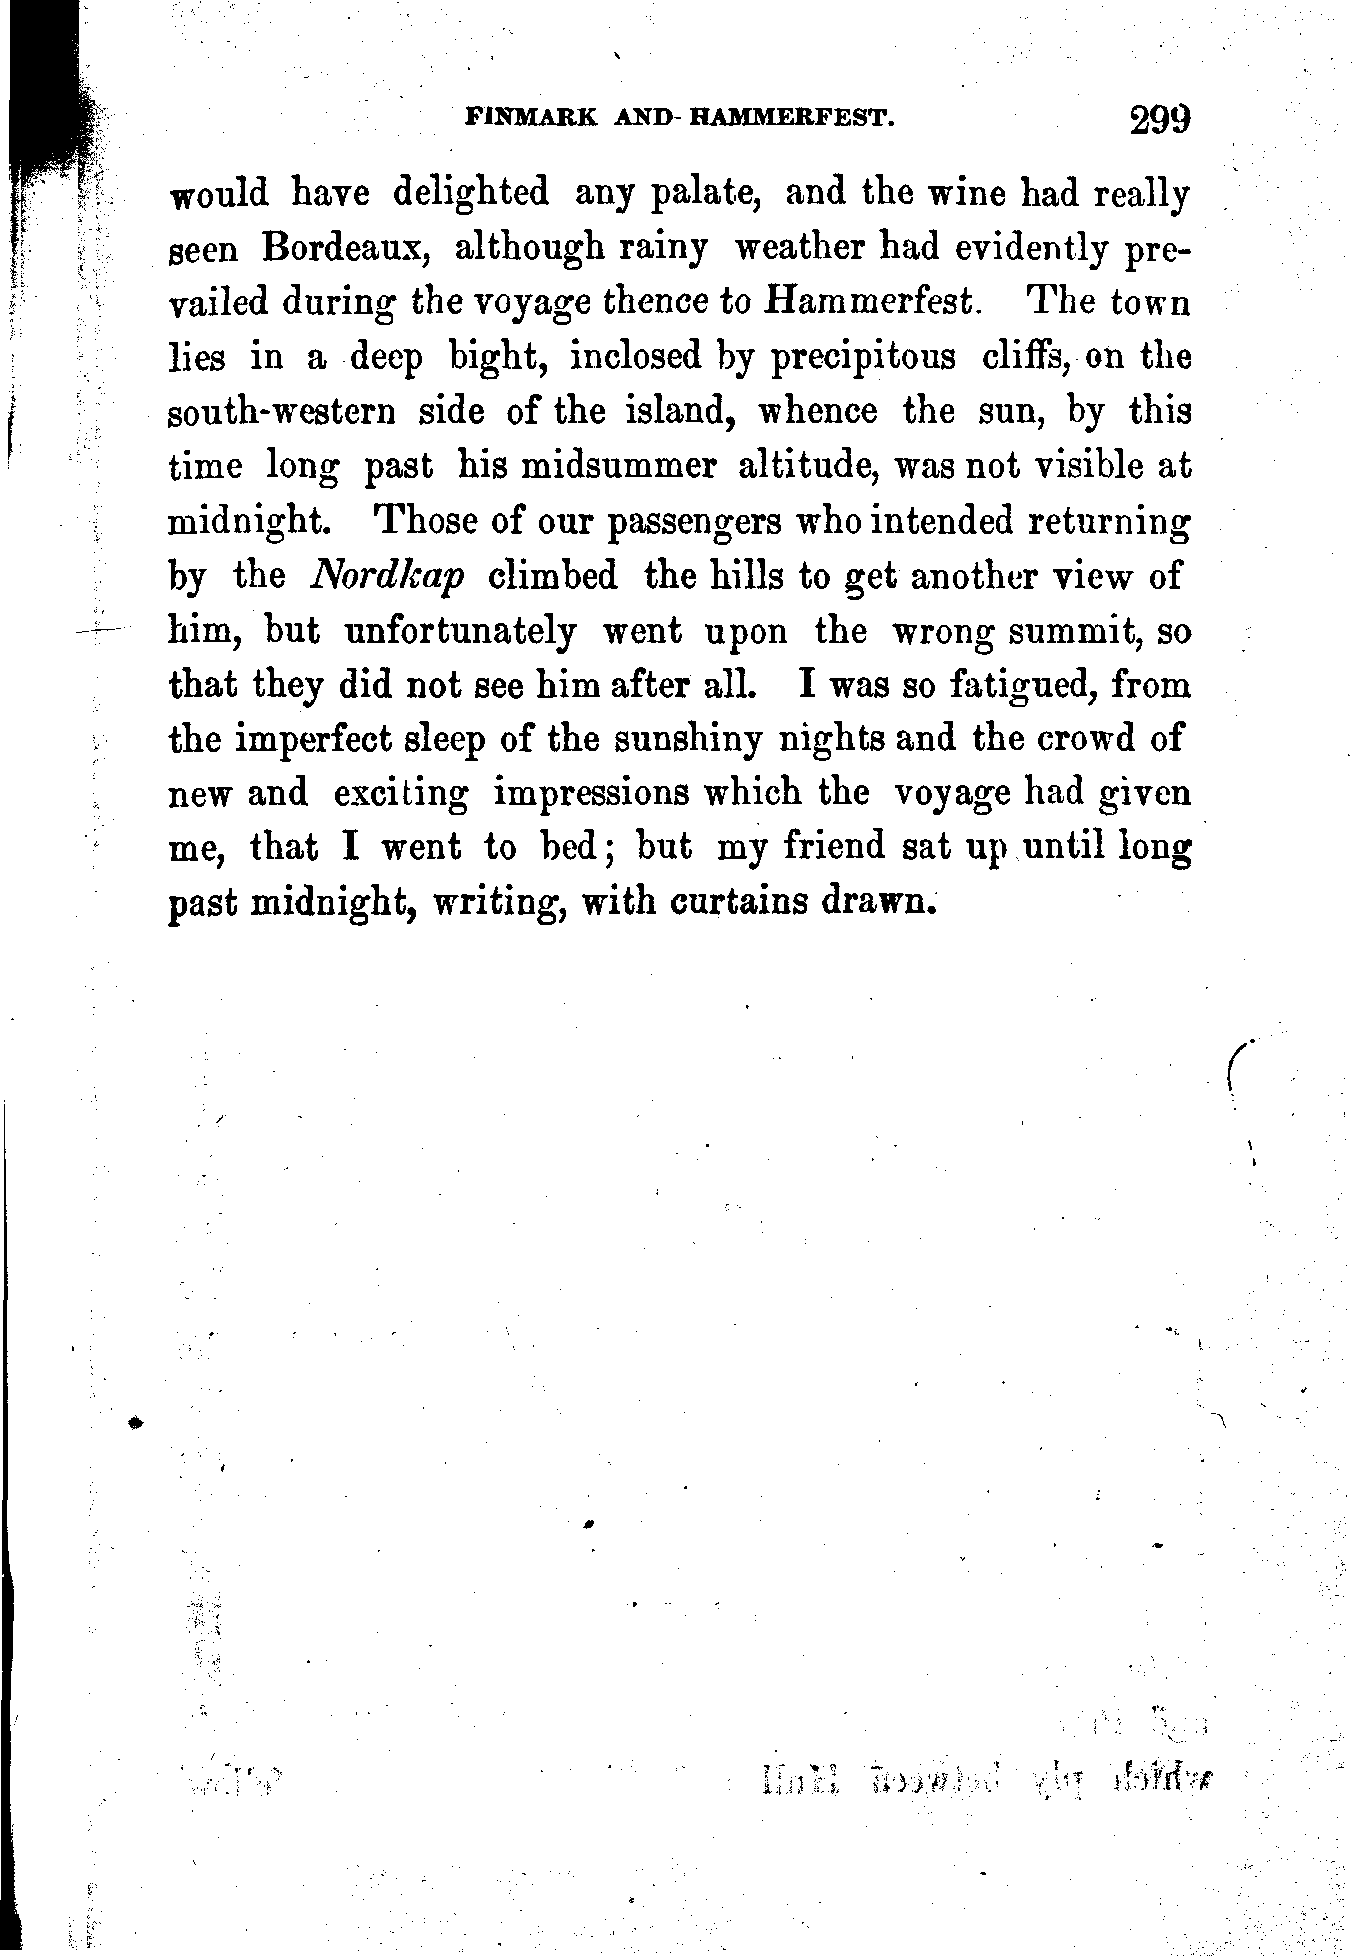 FINMARK AND HAMMERFEST. 299
would have delighted any palate, and the wine had really
seen Bordeaux, although rainy weather had evidently pre-
vailed during the voyage thence to Hammerfest. The town
lies in a deep bight, inclosed by precipitous cliffs, on the
south-western side of the island, whence the sun, by this
time long past his midsummer altitude, was not visible at
midnight. Those of our passengers who intended returning
by the Nordkap climbed the hills to get another view of
him, but unfortunately went upon the wrong summit, so
that they did not see him after all. I was so fatigued, from
the imperfect sleep of the sunshiny nights and the crowd of
new and exciting impressions which the voyage had given
me, that I went to bed; but my friend sat up until long
past midnight, writing, with curtains drawn.
which ply between Hull